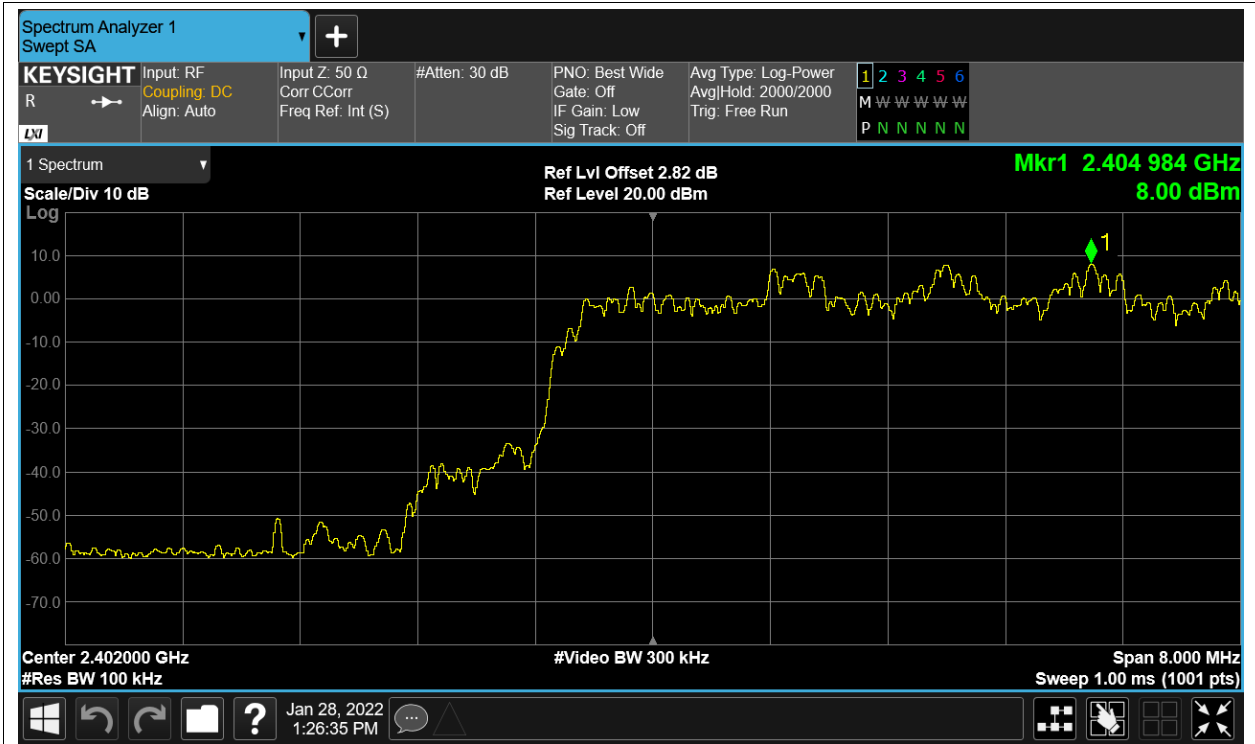 Spectrum Analyzer 1
Swept SA
KEYSIGHT
R
LXI
Input: RF
Coupling: DC
Align: Auto
Input Z: 50 Ω
Corr CCorr
Freq Ref: Int (S)
#Atten: 30 dB
PNO: Best Wide
Gate: Off
IF Gain: Low
Sig Track: Off
Avg Type: Log-Power
Avg|Hold: 2000/2000
Trig: Free Run
1 2 3 4 5 6
M W W W W W
P N N N N N
1 Spectrum
Scale/Div 10 dB
Log
Ref Lvl Offset 2.82 dB
Ref Level 20.00 dBm
Mkr1 2.404 984 GHz
8.00 dBm
1
10.0
0.00
-10.0
-20.0
-30.0
-40.0
-50.0
-60.0
-70.0
Center 2.402000 GHz
#Video BW 300 kHz
Span 8.000 MHz
#Res BW 100 kHz
Sweep 1.00 ms (1001 pts)
?
Jan 28, 2022
1:26:35 PM